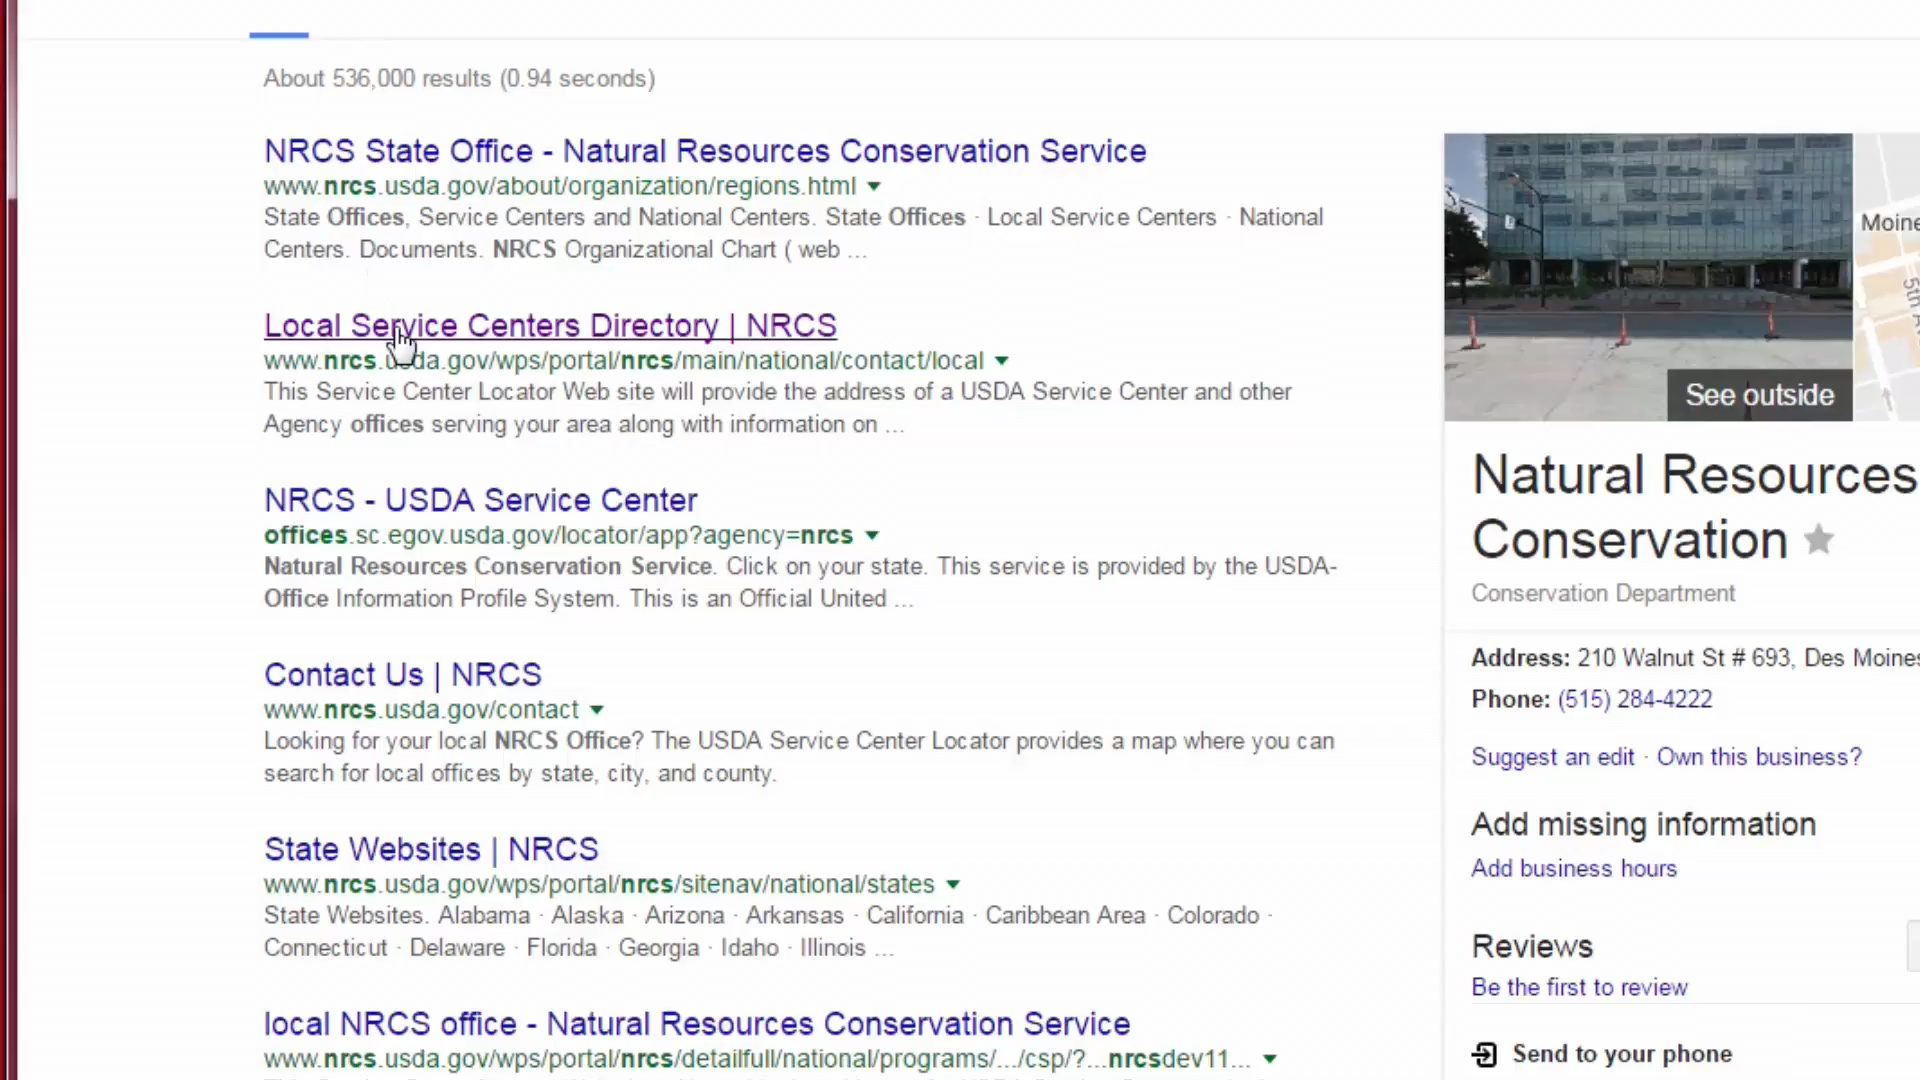 About 536,000 results (0.94 seconds)
NRCS State Office - Natural Resources Conservation Service
www.nrcs.usda.gov/about/organization/regions.html
State Offices, Service Centers and National Centers. State Offices · Local Service Centers · National
Centers. Documents. NRCS Organizational Chart ( web ...
Local Service Centers Directory | NRCS
www.nrcs.usda.gov/wps/portal/nrcs/main/national/contact/local
This Service Center Locator Web site will provide the address of a USDA Service Center and other
Agency offices serving your area along with information on ...
NRCS - USDA Service Center
offices.sc.egov.usda.gov/locator/app?agency=nrcs
Natural Resources Conservation Service. Click on your state. This service is provided by the USDA-
Office Information Profile System. This is an Official United ...
Contact Us | NRCS
www.nrcs.usda.gov/contact
Looking for your local NRCS Office? The USDA Service Center Locator provides a map where you can
search for local offices by state, city, and county.
State Websites | NRCS
www.nrcs.usda.gov/wps/portal/nrcs/sitenav/national/states
State Websites. Alabama · Alaska · Arizona · Arkansas · California · Caribbean Area · Colorado ·
Connecticut · Delaware · Florida · Georgia · Idaho · Illinois ...
local NRCS office - Natural Resources Conservation Service
www.nrcs.usda.gov/wps/portal/nrcs/detailfull/national/programs/.../csp/?...nrcsdev11...
Moine
5th A
See outside
Natural Resources
Conservation
Conservation Department
Address: 210 Walnut St # 693, Des Moines
Phone: (515) 284-4222
Suggest an edit · Own this business?
Add missing information
Add business hours
Reviews
Be the first to review
Send to your phone